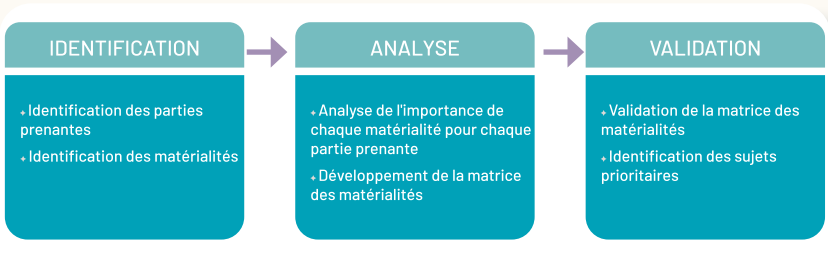 IDENTIFICATION
+ Identification des parties
prenantes
+ Identification des matérialités
ANALYSE
+ Analyse de l'importance de
chaque matérialité pour chaque
partie prenante
+ Développement de la matrice
des matérialités
VALIDATION
+ Validation de la matrice des
matérialités
+ Identification des sujets
prioritaires